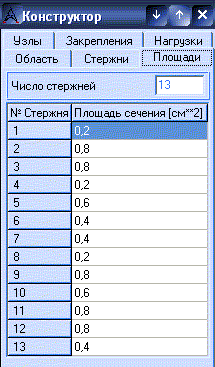 Конструктор
Узлы Закрепления Нагрузки
Область Стержни Площади
Число стержней 13
№ Стержня Площадь сечения [см**2]
1 0,2
2 0,8
3 0,8
4 0,2
5 0,6
6 0,4
7 0,4
8 0,2
9 0,8
10 0,6
11 0,8
12 0,8
13 0,4